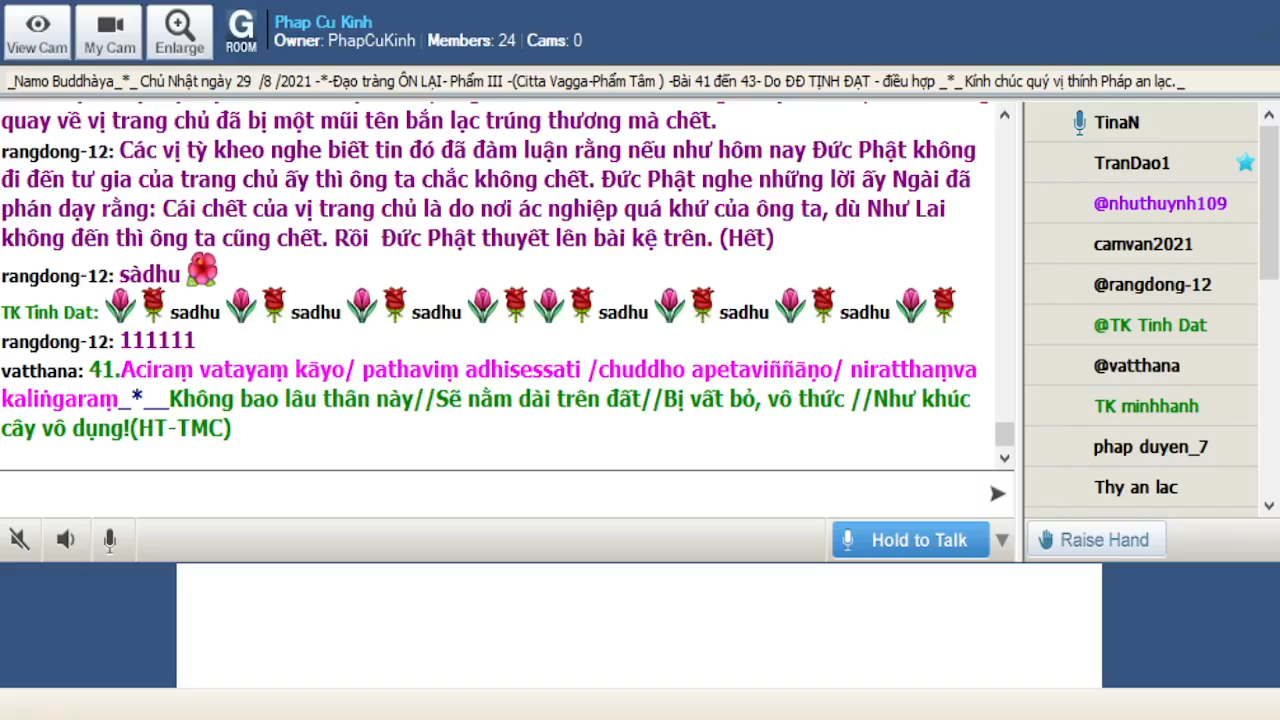 View Cam
My Cam
Enlarge
G
ROOM
Phap Cu Kinh
Owner: PhapCuKinh | Members: 24 | Cams: 0
_Namo Buddhàya_*_ Chủ Nhật ngày 29 /8 /2021 -*-Đạo tràng ÔN LẠI- Phẩm III -(Citta Vagga-Phẩm Tâm ) -Bài 41 đến 43- Do ĐĐ TỊNH ĐẠT - điều hợp _*_ Kính chúc quý vị thính Pháp an lạc._
quay về vị trang chủ đã bị một mũi tên bắn lạc trúng thương mà chết.
rangdong-12: Các vị tỳ kheo nghe biết tin đó đã đàm luận rằng nếu như hôm nay Đức Phật không
đi đến tư gia của trang chủ ấy thì ông ta chắc không chết. Đức Phật nghe những lời ấy Ngài đã
phán dạy rằng: Cái chết của vị trang chủ là do nơi ác nghiệp quá khứ của ông ta, dù Như Lai
không đến thì ông ta cũng chết. Rồi  Đức Phật thuyết lên bài kệ trên. (Hết)
rangdong-12: sàdhu
TK Tinh Dat: sadhu sadhu sadhu sadhu sadhu sadhu
rangdong-12: 111111
vatthana: 41.Aciraṃ vatayaṃ kāyo/ pathaviṃ adhisessati /chuddho apetaviññāṇo/ niratthaṃva
kaliṅgaraṃ_*__Không bao lâu thân này//Sẽ nằm dài trên đất//Bị vất bỏ, vô thức //Như khúc
cây vô dụng!(HT-TMC)
TinaN
TranDao1
@nhuthuynh109
camvan2021
@rangdong-12
@TK Tinh Dat
@vatthana
TK minhhanh
phap duyen_7
Thy an lac
Hold to Talk
Raise Hand